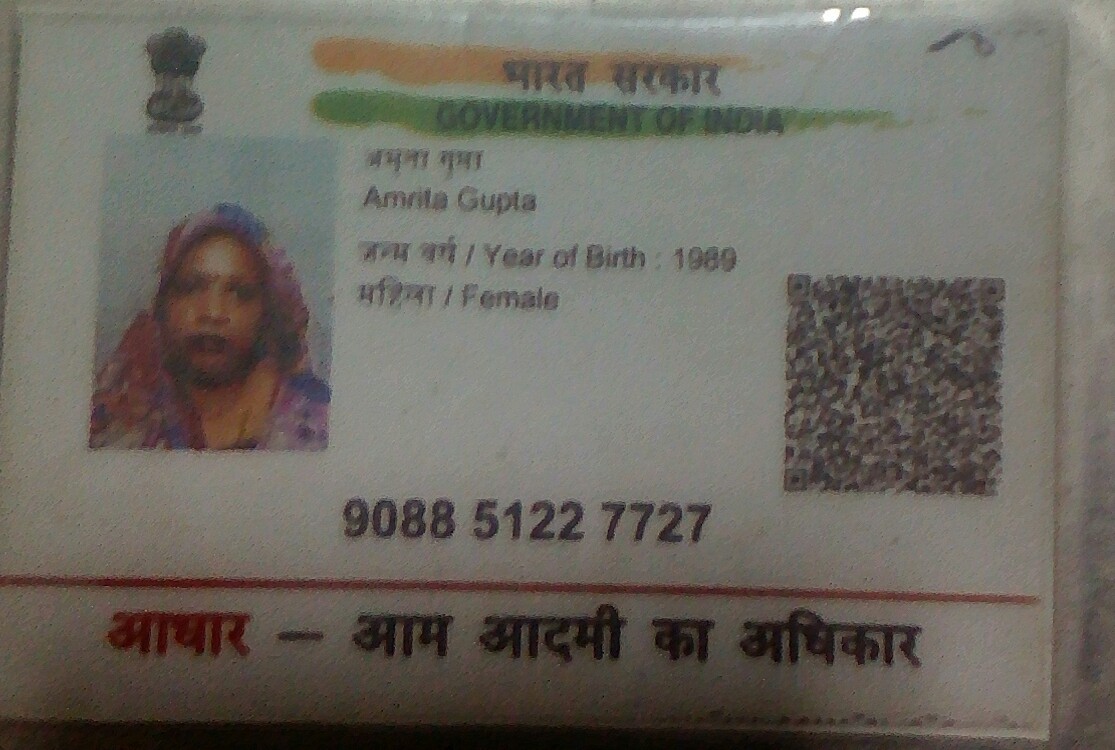 भारत सरकार
GOVERNMENT OF INDIA
Amrita Gupta
जन्म वर्ष / Year of Birth : 1989
महिला / Female
9088 5122 7727
आधार — आम आदमी का अधिकार